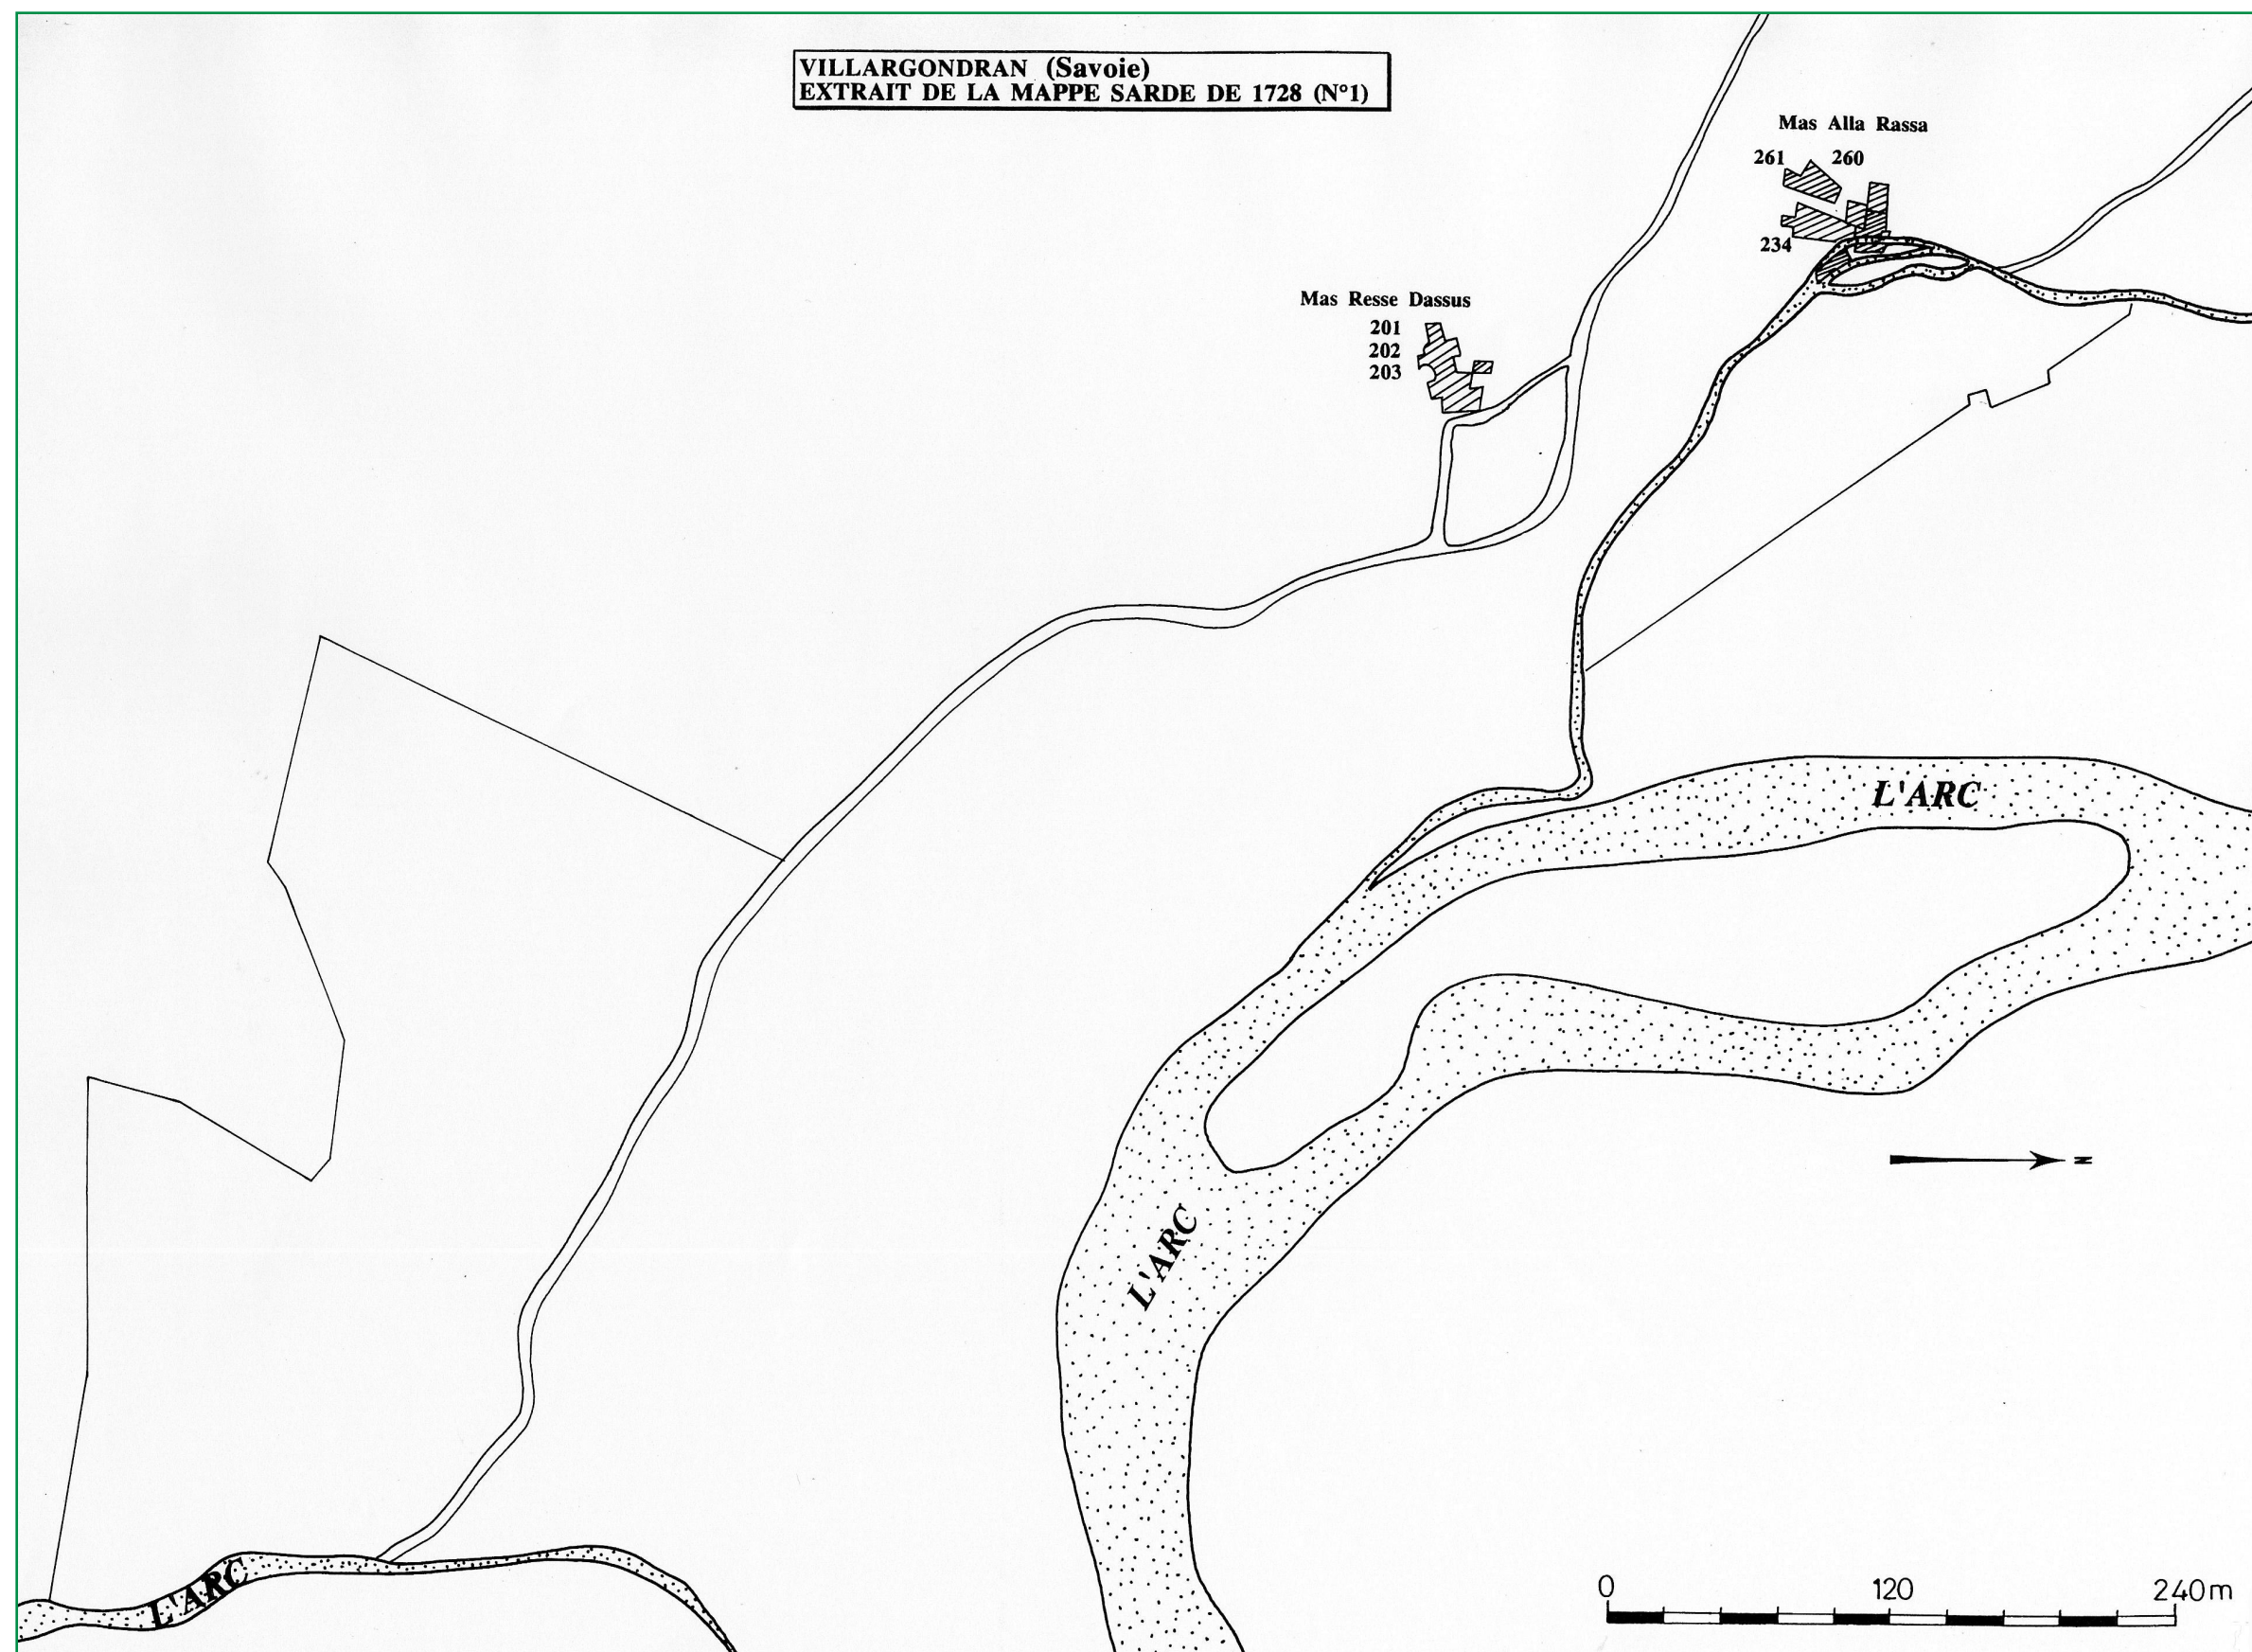 VILLARGONDRAN (Savoie)
EXTRAIT DE LA MAPPE SARDE DE 1728 (N°1)
Mas Alla Rassa
261 260
234
Mas Resse Dassus
201
202
203
L'ARC
N
L'ARC
L'ARC
0 120 240m